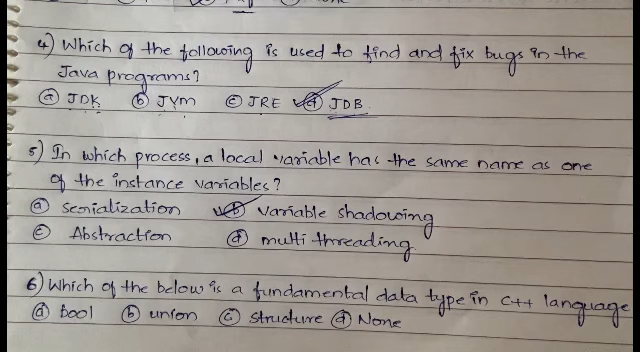 4) Which of the following is used to find and fix bugs in the
Java programs?
ⓐ JDK ⓑ JVM ⓒ JRE ⓓ JDB
5) In which process, a local variable has the same name as one
of the instance variables?
ⓐ serialization ⓑ variable shadowing
ⓒ Abstraction ⓓ multi threading.
6) Which of the below is a fundamental data type in c++ language
ⓐ bool ⓑ union ⓒ structure ⓓ None